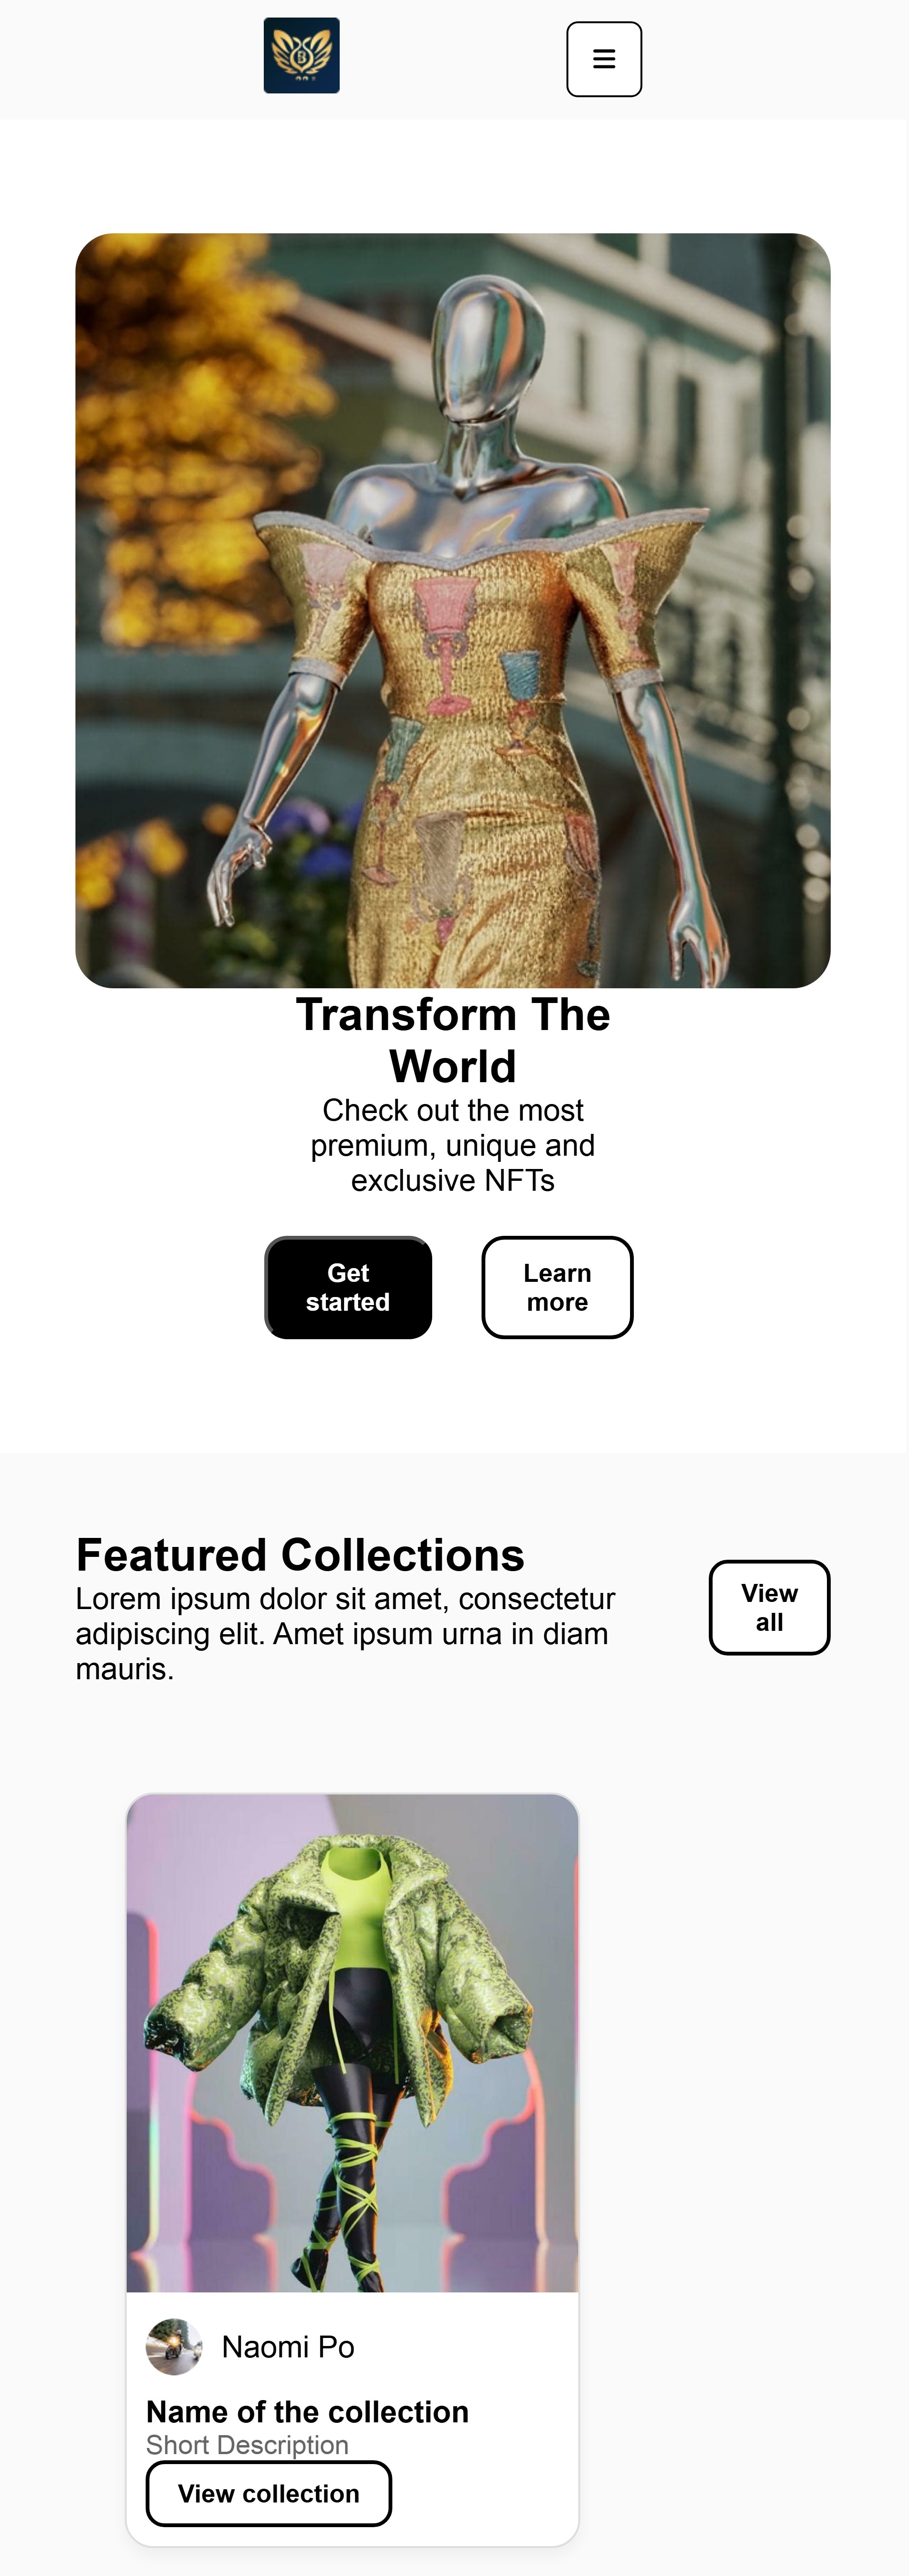 B
Transform The
World
Check out the most
premium, unique and
exclusive NFTs
Get
started
Learn
more
Featured Collections
Lorem ipsum dolor sit amet, consectetur
adipiscing elit. Amet ipsum urna in diam
mauris.
View
all
Naomi Po
Name of the collection
Short Description
View collection